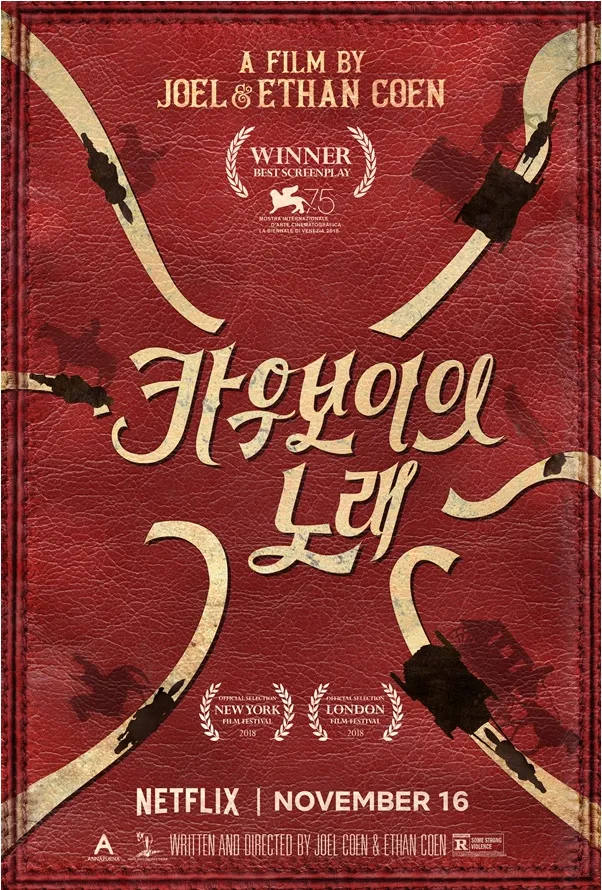 A FILM BY
JOEL & ETHAN COEN
WINNER
BEST SCREENPLAY
75
MOSTRA INTERNAZIONALE
D'ARTE CINEMATOGRAFICA
LA BIENNALE DI VENEZIA 2018
카우보이의
노래
OFFICIAL SELECTION
NEW YORK
FILM FESTIVAL
2018
OFFICIAL SELECTION
LONDON
FILM FESTIVAL
2018
NETFLIX | NOVEMBER 16
ANNAPURNA
WRITTEN AND DIRECTED BY JOEL COEN & ETHAN COEN
R SOME STRONG
VIOLENCE